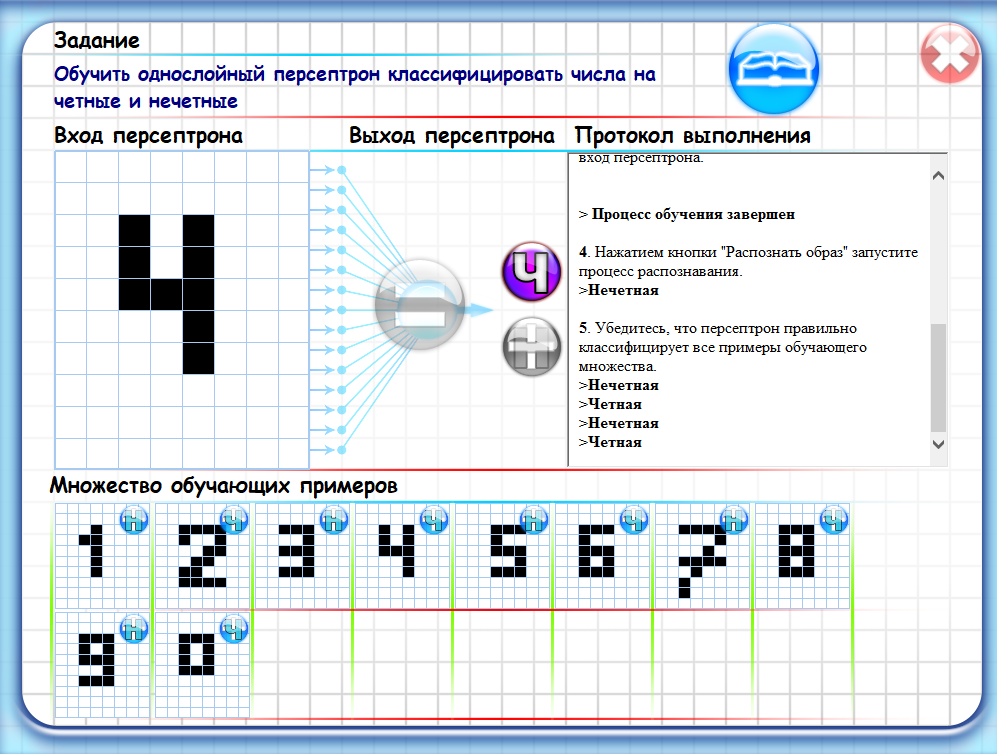 Задание
Обучить однослойный персептрон классифицировать числа на
четные и нечетные
Вход персептрона
Выход персептрона
Протокол выполнения
4
Ч
Н
вход персептрона.
> Процесс обучения завершен
4. Нажатием кнопки "Распознать образ" запустите
процесс распознавания.
>Нечетная
5. Убедитесь, что персептрон правильно
классифицирует все примеры обучающего
множества.
>Нечетная
>Четная
>Нечетная
>Четная
Множество обучающих примеров
1 Н 2 Ч 3 Н 4 Ч 5 Н 6 Ч 7 Н 8 Ч
9 Н 0 Ч